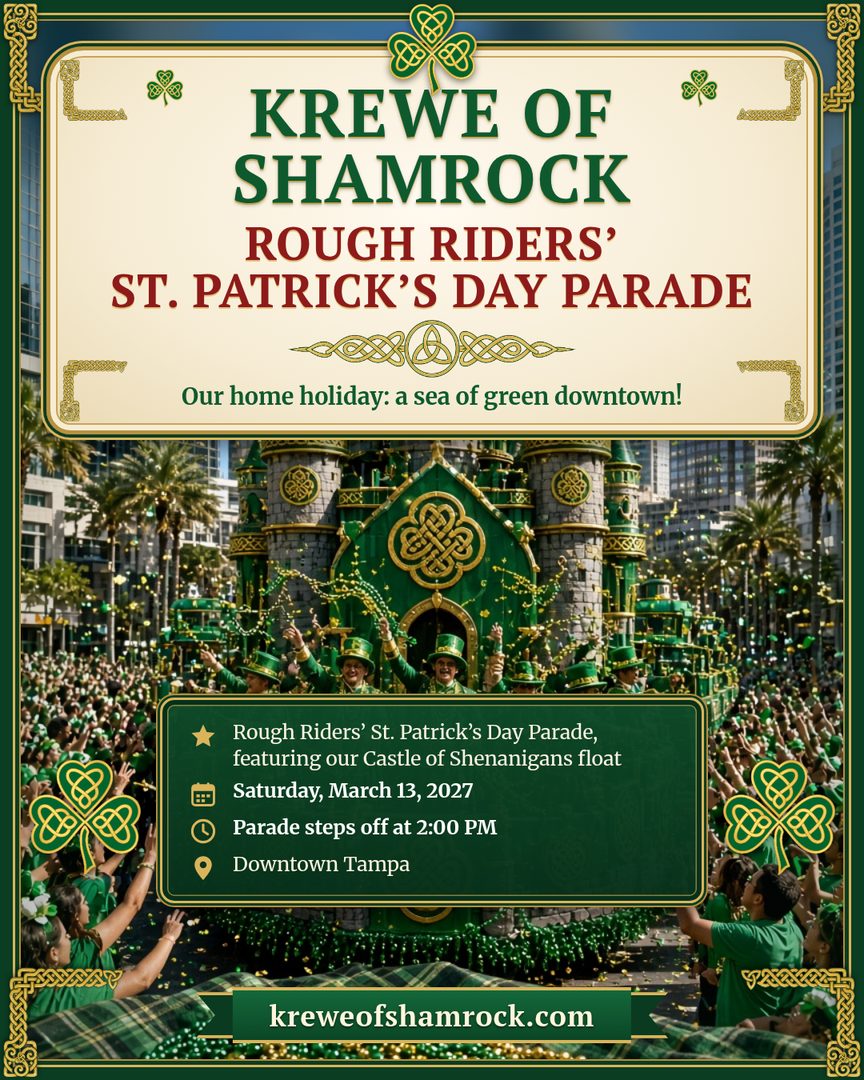 KREWE OF
SHAMROCK
ROUGH RIDERS’
ST. PATRICK’S DAY PARADE
Our home holiday: a sea of green downtown!
Rough Riders’ St. Patrick’s Day Parade,
featuring our Castle of Shenanigans float
Saturday, March 13, 2027
Parade steps off at 2:00 PM
Downtown Tampa
kreweofshamrock.com